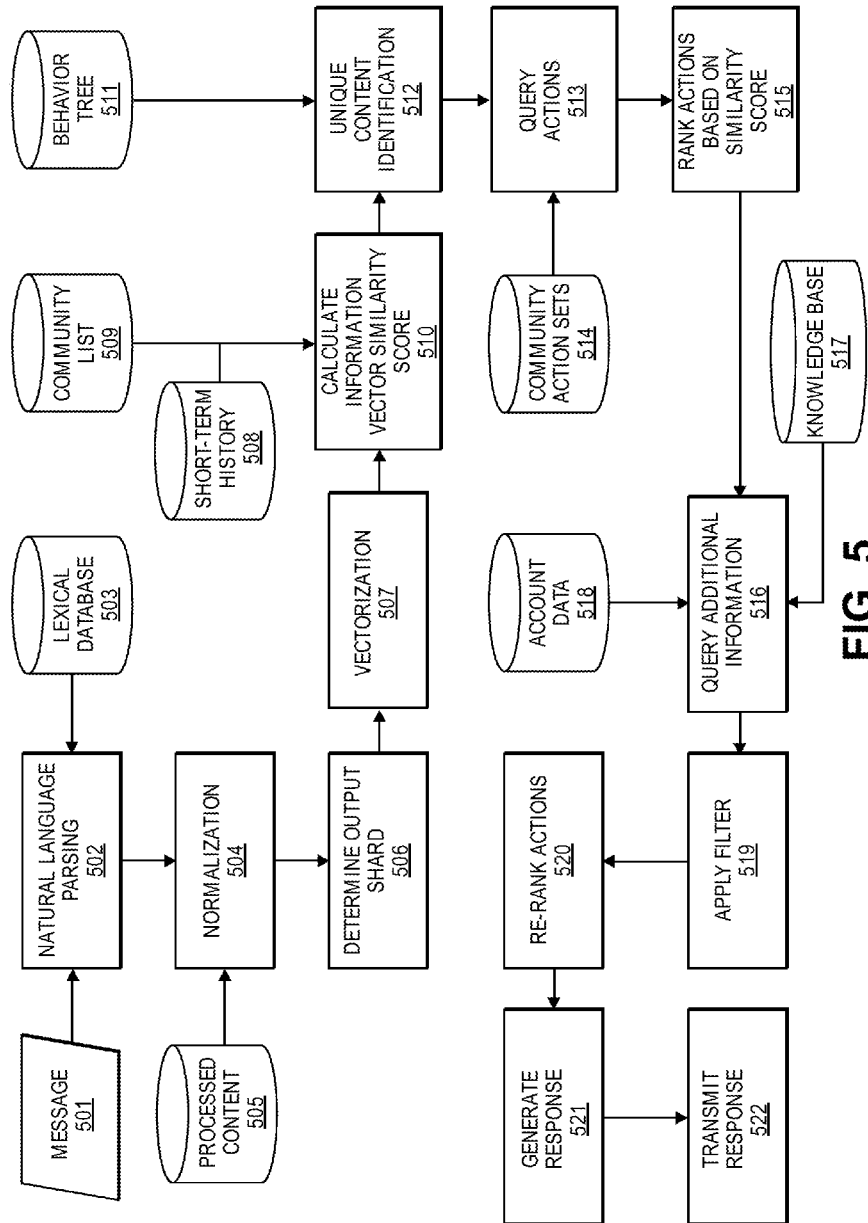 MESSAGE
501
NATURAL LANGUAGE
PARSING
502
LEXICAL
DATABASE
503
PROCESSED
CONTENT
505
NORMALIZATION
504
DETERMINE OUTPUT
SHARD
506
VECTORIZATION
507
SHORT-TERM
HISTORY
508
COMMUNITY
LIST
509
CALCULATE
INFORMATION
VECTOR SIMILARITY
SCORE
510
BEHAVIOR
TREE
511
UNIQUE
CONTENT
IDENTIFICATION
512
QUERY
ACTIONS
513
COMMUNITY
ACTION SETS
514
RANK ACTIONS
BASED ON
SIMILARITY
SCORE
515
KNOWLEDGE BASE
517
ACCOUNT
DATA
518
QUERY ADDITIONAL
INFORMATION
516
APPLY FILTER
519
RE-RANK ACTIONS
520
GENERATE
RESPONSE
521
TRANSMIT
RESPONSE
522
FIG. 5